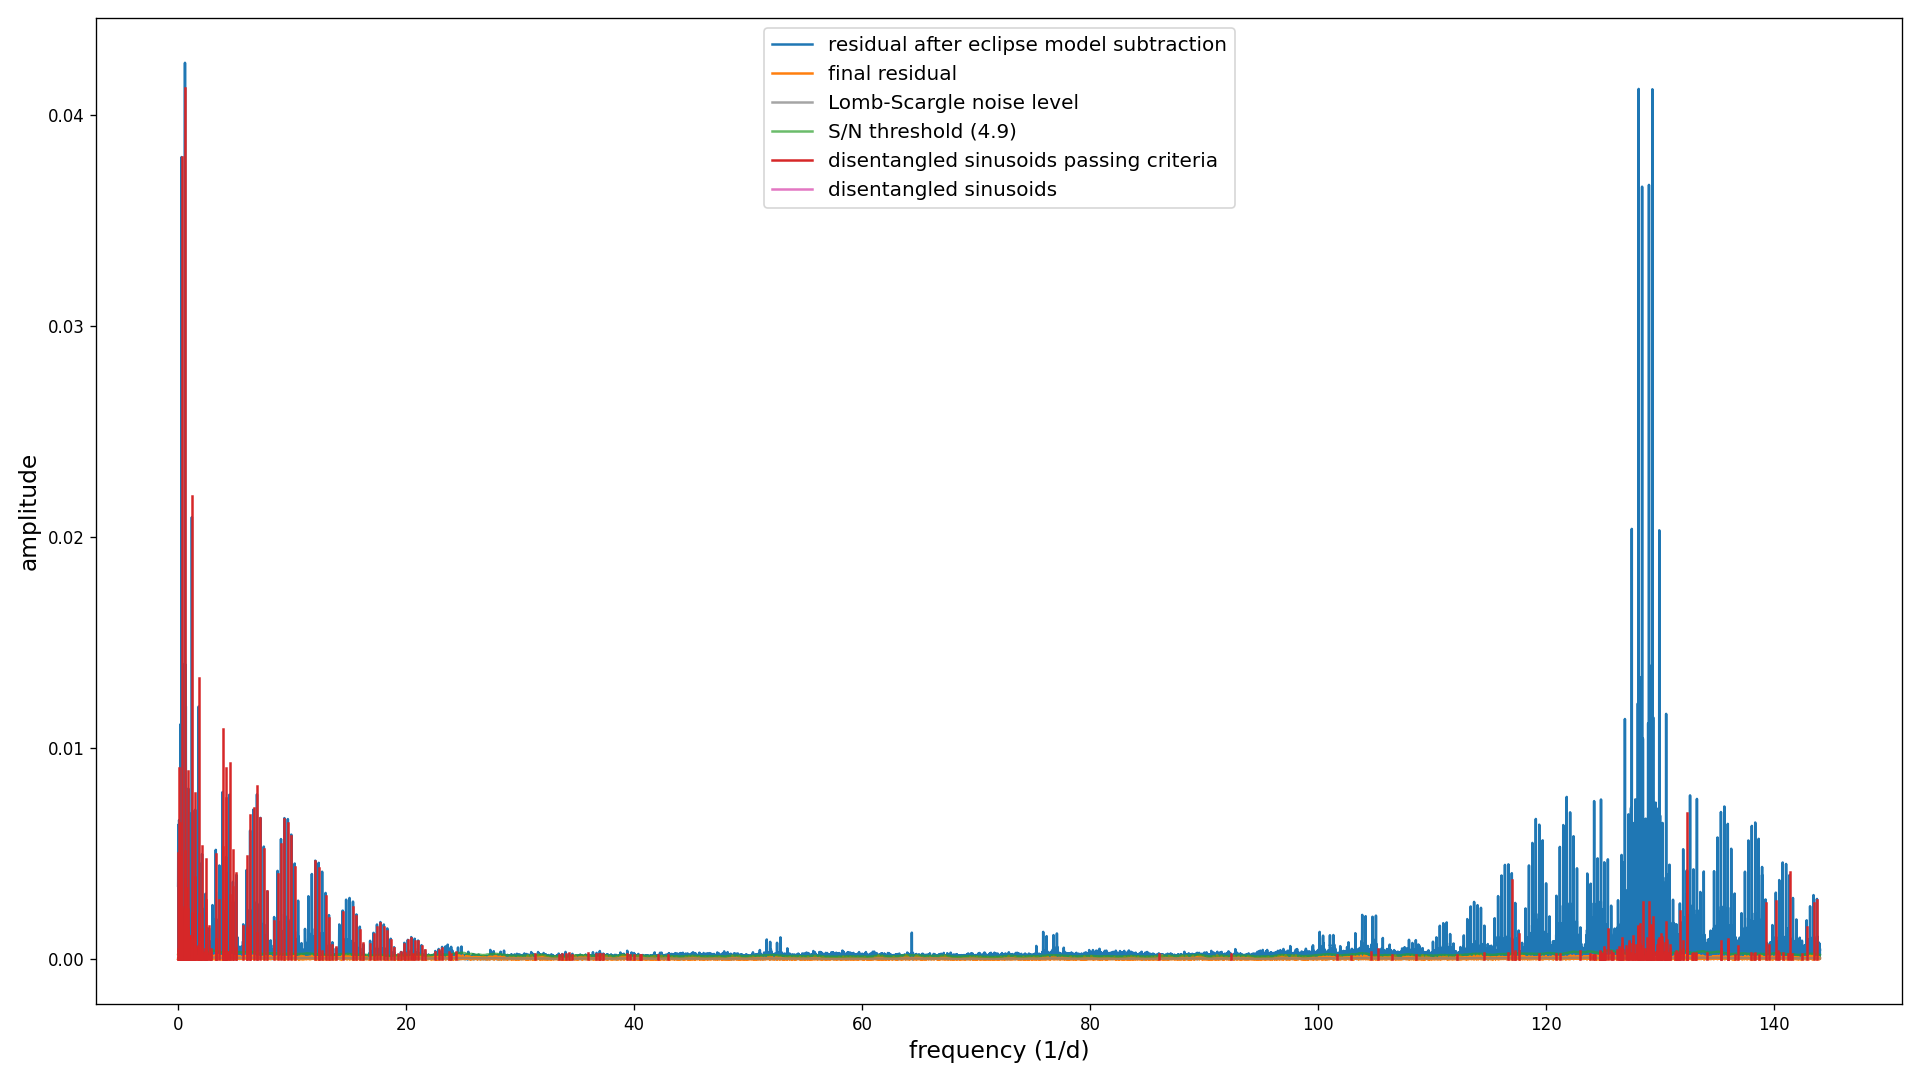 residual after eclipse model subtraction
final residual
Lomb-Scargle noise level
S/N threshold (4.9)
disentangled sinusoids passing criteria
disentangled sinusoids
amplitude
0.04
0.03
0.02
0.01
0.00
0 20 40 60 80 100 120 140
frequency (1/d)